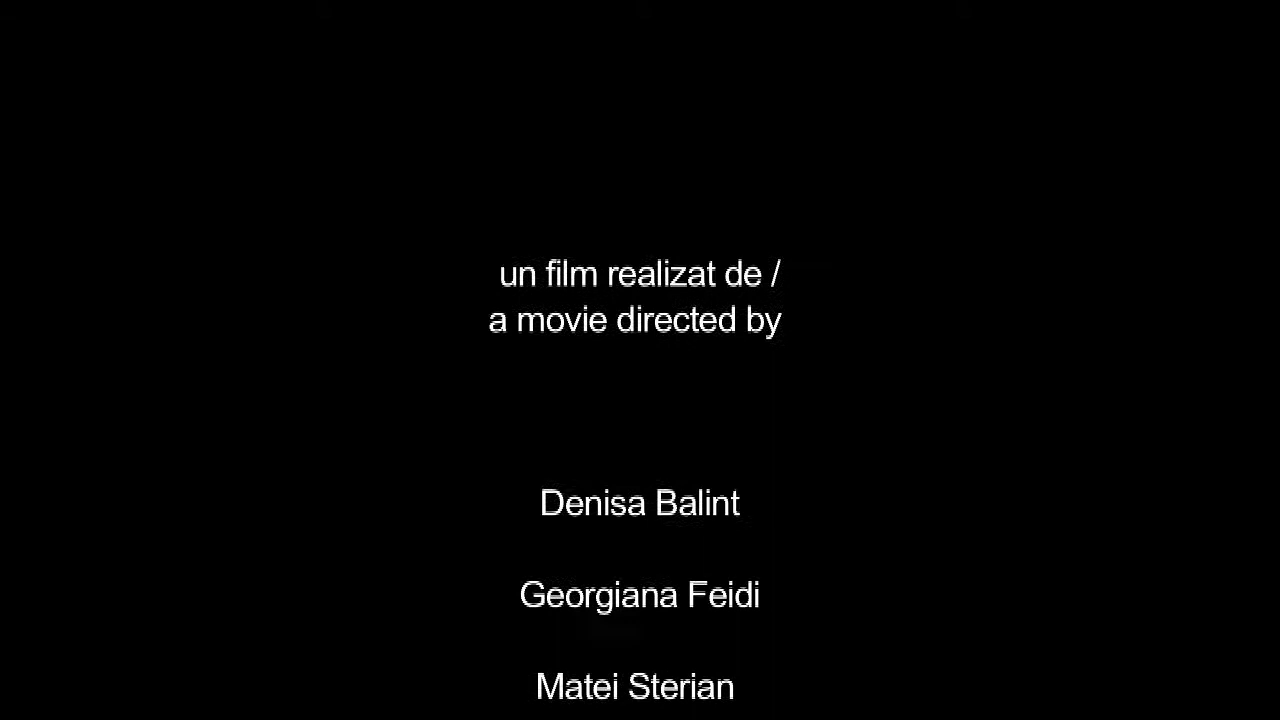 un film realizat de /
a movie directed by
Denisa Balint
Georgiana Feidi
Matei Sterian